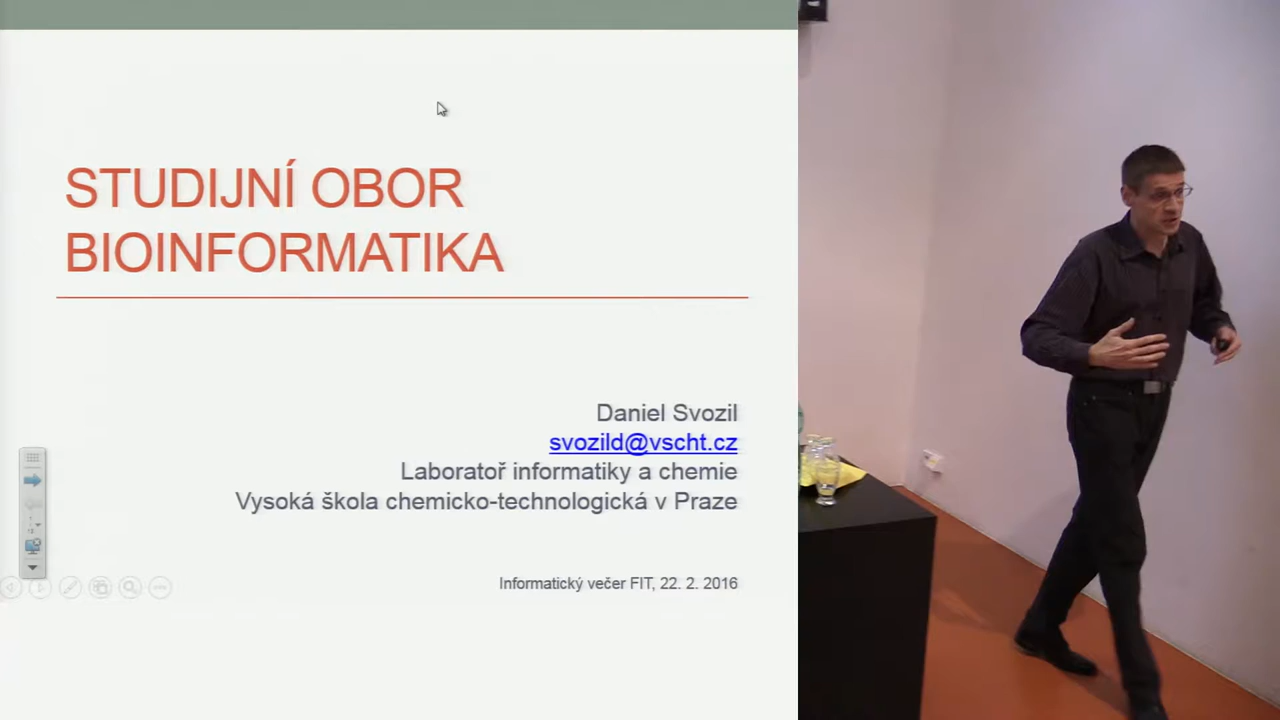 STUDIJNÍ OBOR
BIOINFORMATIKA
Daniel Svozil
svozild@vscht.cz
Laboratoř informatiky a chemie
Vysoká škola chemicko-technologická v Praze
Informatický večer FIT, 22. 2. 2016